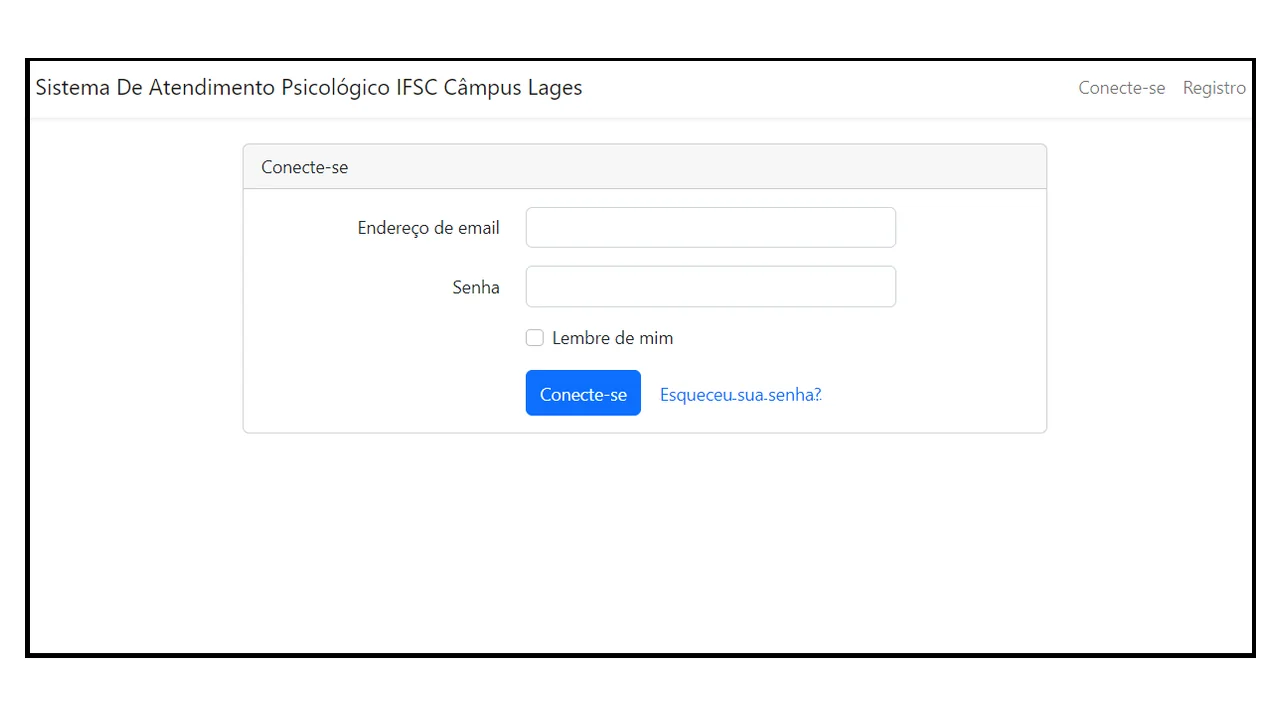 Sistema De Atendimento Psicológico IFSC Câmpus Lages
Conecte-se Registro
Conecte-se
Endereço de email
Senha
Lembre de mim
Conecte-se Esqueceu sua senha?